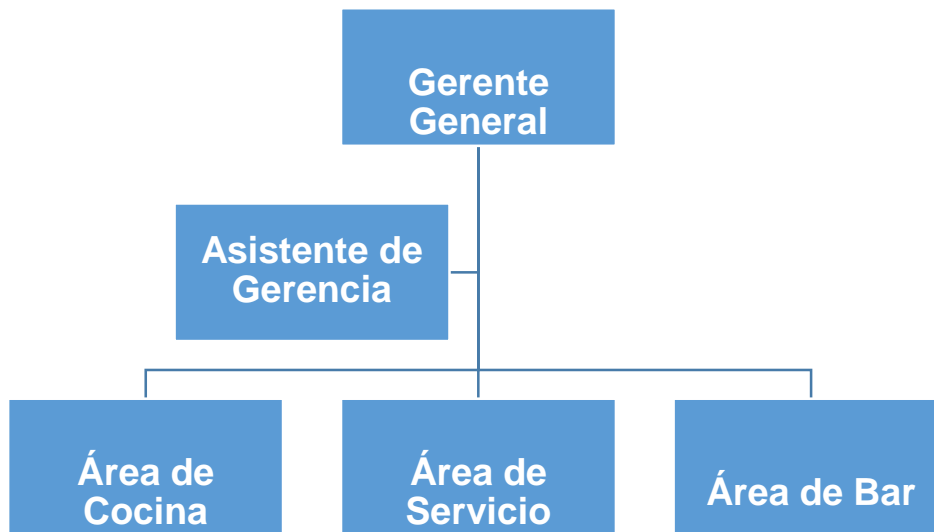 Gerente
General
Asistente de
Gerencia
Área de
Cocina
Área de
Servicio
Área de Bar